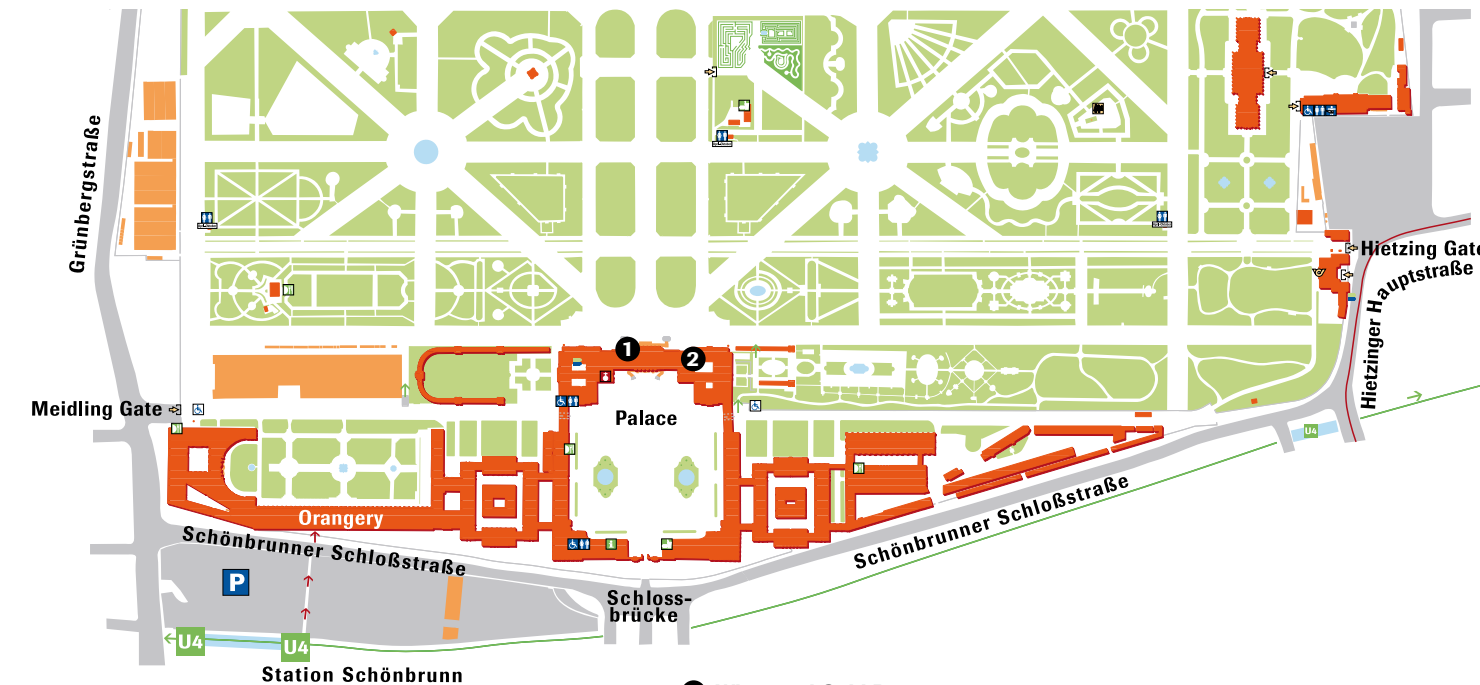 Grünbergstraße
Hietzing Gat
Hietzinger Hauptstraße
1
2
Palace
Meidling Gate
U4
Orangery
Schönbrunner Schloßstraße
Schönbrunner Schloßstraße
P
Schloss-
brücke
U4
U4
Station Schönbrunn